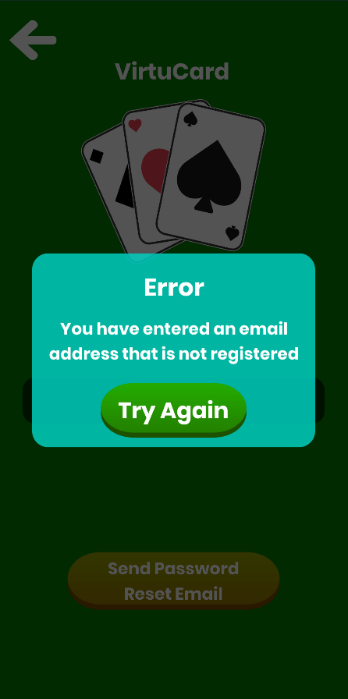 VirtuCard
Error
You have entered an email
address that is not registered
Try Again
Send Password
Reset Email